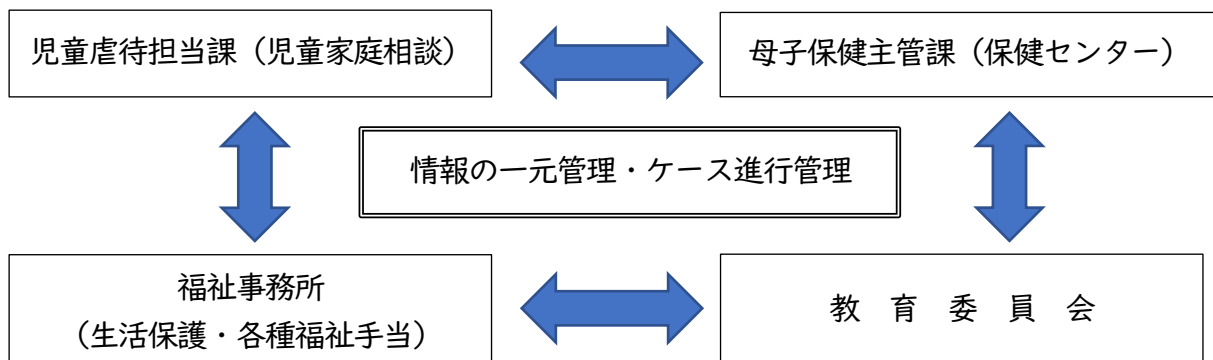 児童虐待担当課（児童家庭相談）
母子保健主管課（保健センター）
情報の一元管理・ケース進行管理
福祉事務所
（生活保護・各種福祉手当）
教　育　委　員　会